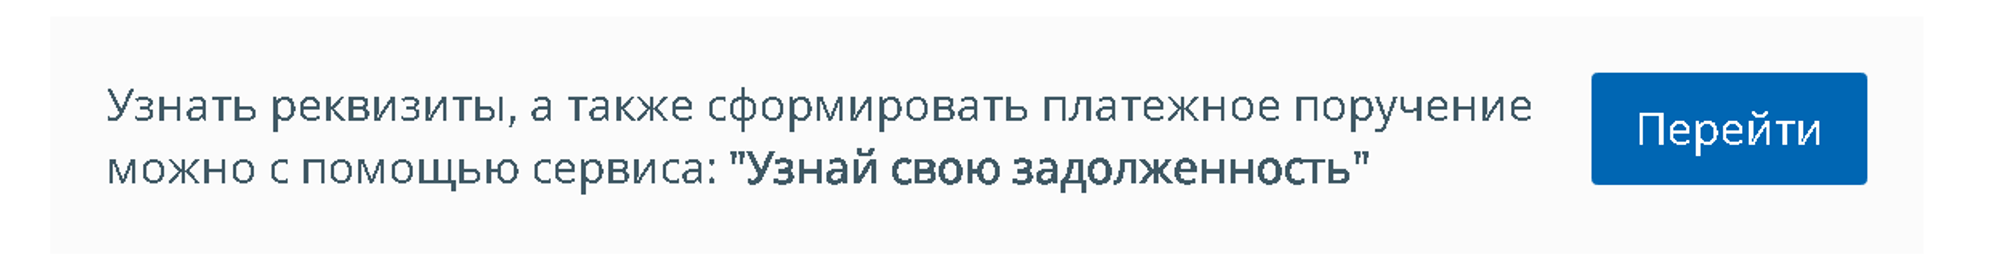 Узнать реквизиты, а также сформировать платежное поручение
можно с помощью сервиса: "Узнай свою задолженность"
Перейти